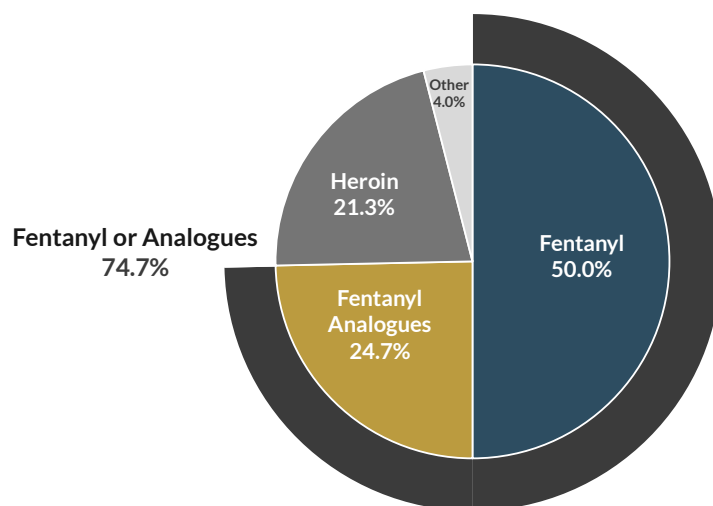 Other
4.0%
Heroin
21.3%
Fentanyl or Analogues
74.7%
Fentanyl
50.0%
Fentanyl
Analogues
24.7%